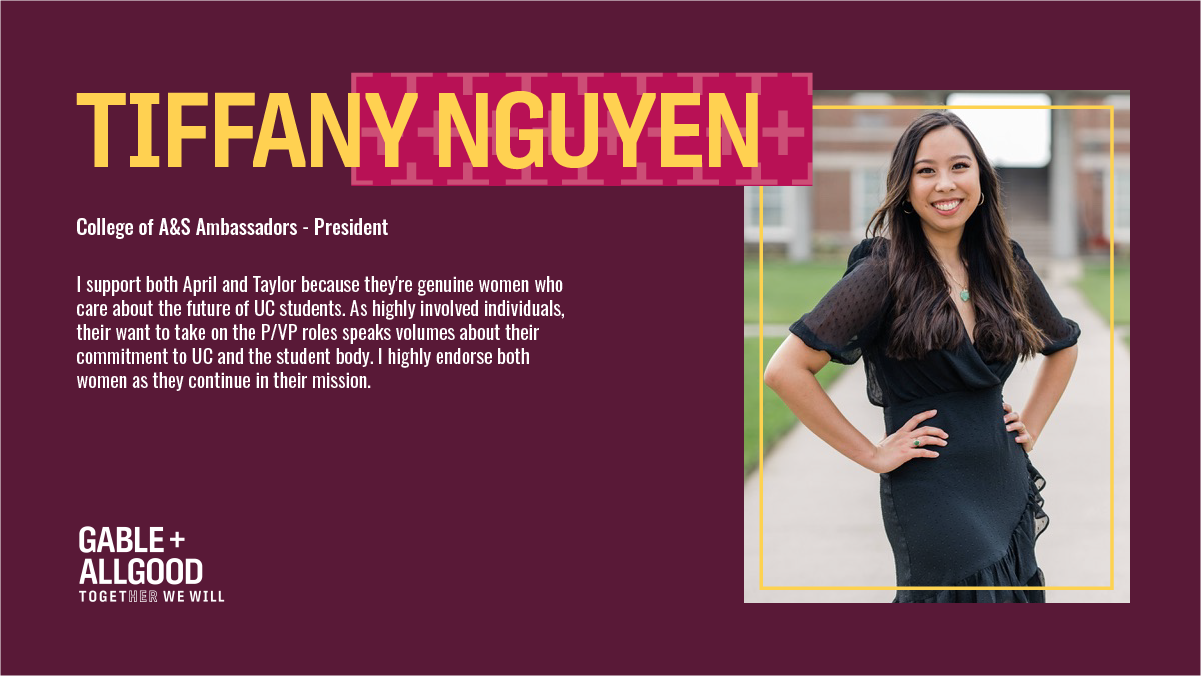 TIFFANY NGUYEN
College of A&S Ambassadors - President
I support both April and Taylor because they're genuine women who
care about the future of UC students. As highly involved individuals,
their want to take on the P/VP roles speaks volumes about their
commitment to UC and the student body. I highly endorse both
women as they continue in their mission.
GABLE +
ALLGOOD
TOGETHER WE WILL